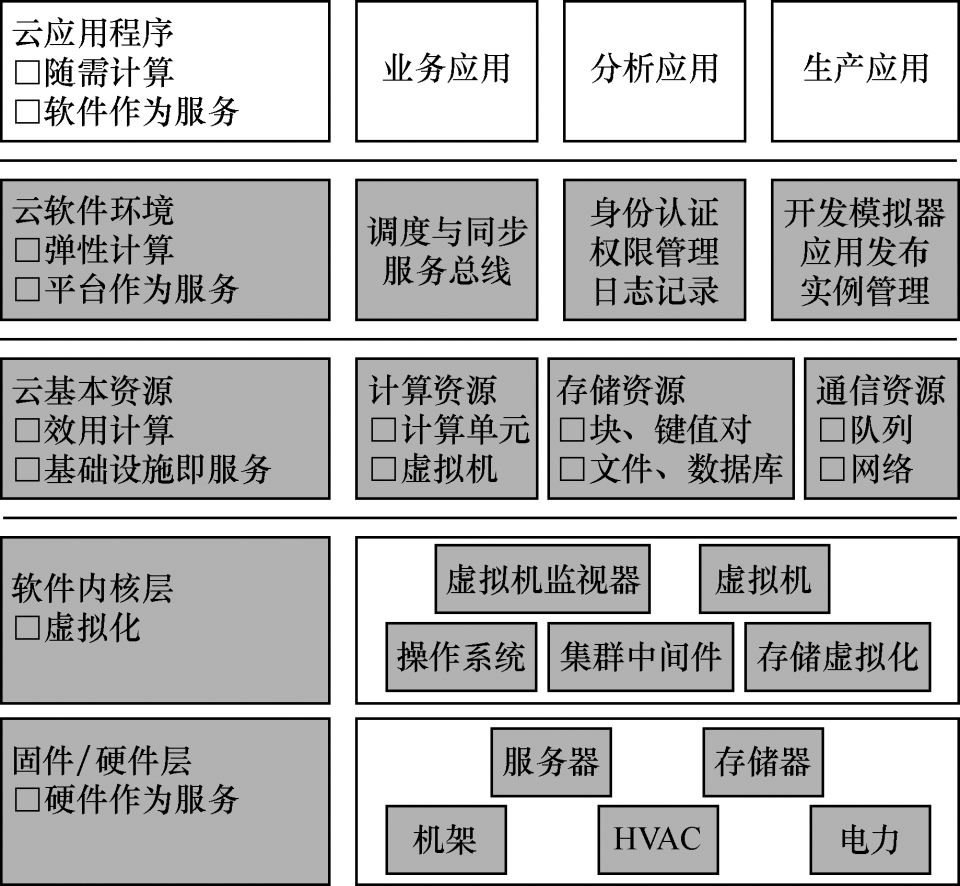 云应用程序
□随需计算
□软件作为服务
业务应用
分析应用
生产应用
云软件环境
□弹性计算
□平台作为服务
调度与同步
服务总线
身份认证
权限管理
日志记录
开发模拟器
应用发布
实例管理
云基本资源
□效用计算
□基础设施即服务
计算资源
□计算单元
□虚拟机
存储资源
□块、键值对
□文件、数据库
通信资源
□队列
□网络
软件内核层
□虚拟化
虚拟机监视器
虚拟机
操作系统
集群中间件
存储虚拟化
固件/硬件层
□硬件作为服务
服务器
存储器
机架
HVAC
电力